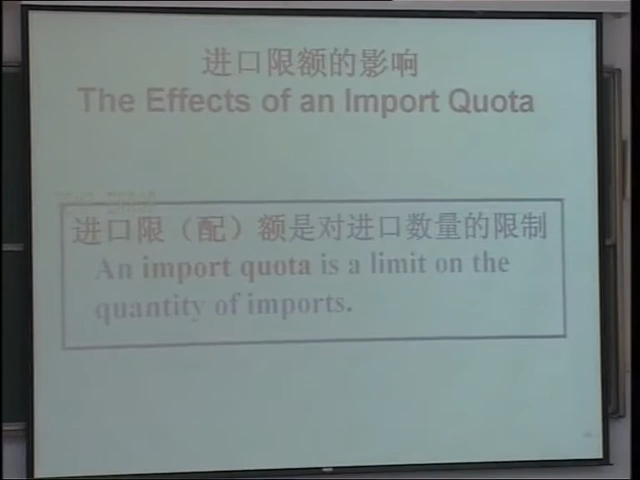 进口限额的影响
The Effects of an Import Quota
进口限（配）额是对进口数量的限制
An import quota is a limit on the
quantity of imports.